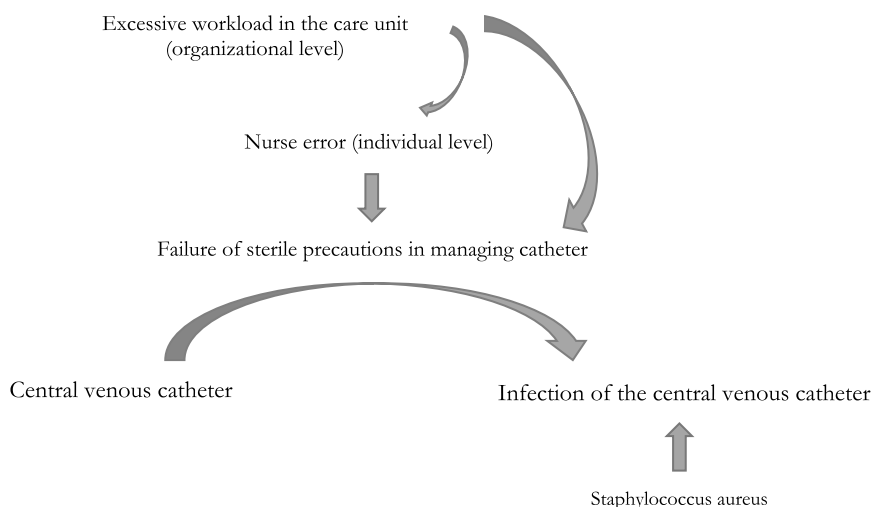 Excessive workload in the care unit
(organizational level)
Nurse error (individual level)
Failure of sterile precautions in managing catheter
Central venous catheter
Infection of the central venous catheter
Staphylococcus aureus